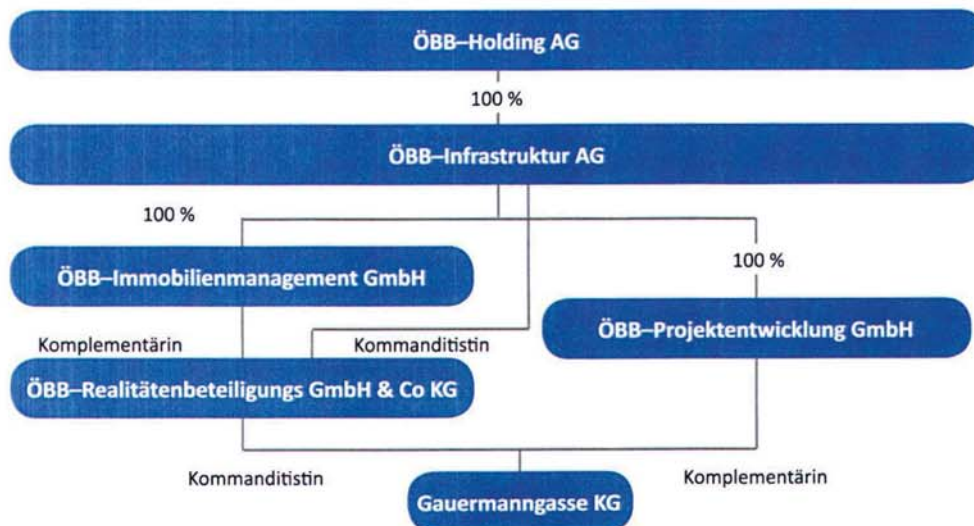 ÖBB–Holding AG
100 %
ÖBB–Infrastruktur AG
100 %
ÖBB–Immobilienmanagement GmbH
100 %
ÖBB–Projektentwicklung GmbH
Komplementärin
Kommanditistin
ÖBB–Realitätenbeteiligungs GmbH & Co KG
Kommanditistin
Komplementärin
Gauermanngasse KG